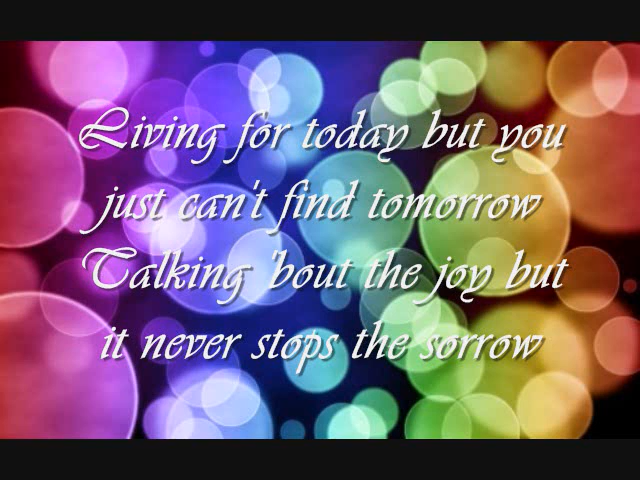 Living for today but you
just can't find tomorrow
Talking 'bout the joy but
it never stops the sorrow